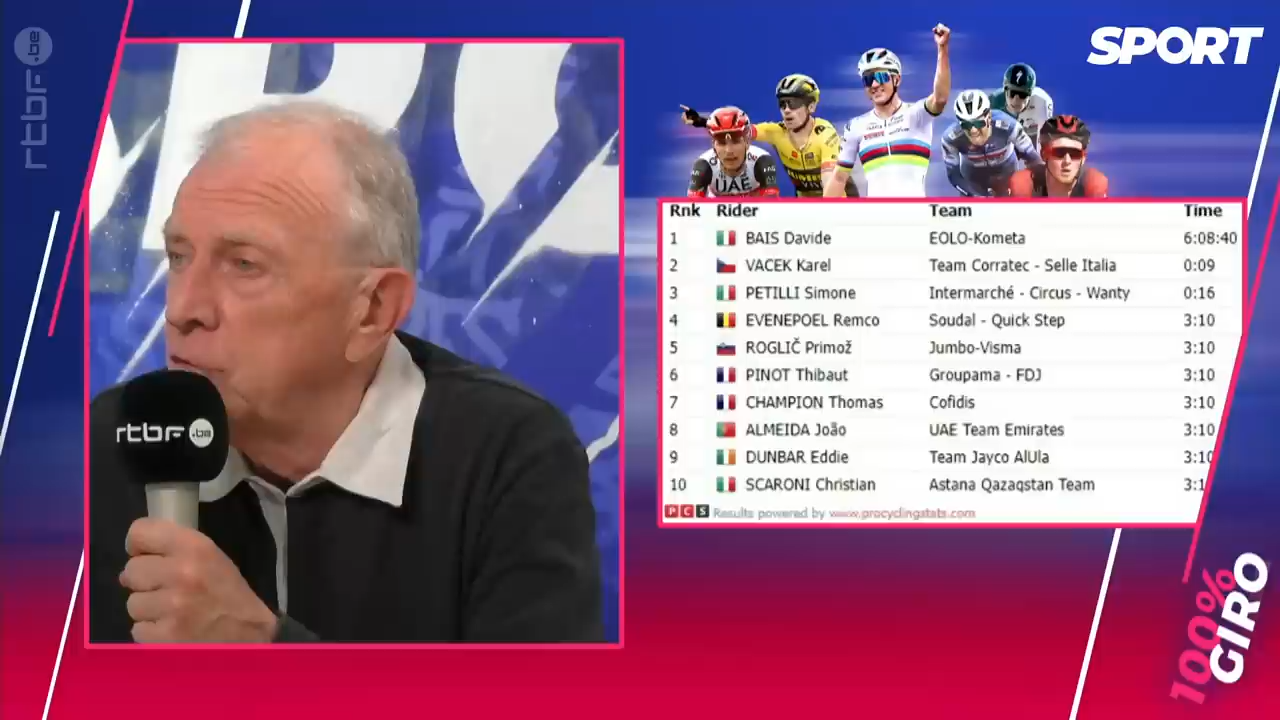 rtbf.be
SPORT
UAE
rtbf.be
Rnk Rider Team Time
1 BAIS Davide EOLO-Kometa 6:08:40
2 VACEK Karel Team Corratec - Selle Italia 0:09
3 PETILLI Simone Intermarché - Circus - Wanty 0:16
4 EVENEPOEL Remco Soudal - Quick Step 3:10
5 ROGLIČ Primož Jumbo-Visma 3:10
6 PINOT Thibaut Groupama - FDJ 3:10
7 CHAMPION Thomas Cofidis 3:10
8 ALMEIDA João UAE Team Emirates 3:10
9 DUNBAR Eddie Team Jayco AlUla 3:10
10 SCARONI Christian Astana Qazaqstan Team 3:1
PCS Results powered by www.procyclingstats.com
100%
GIRO